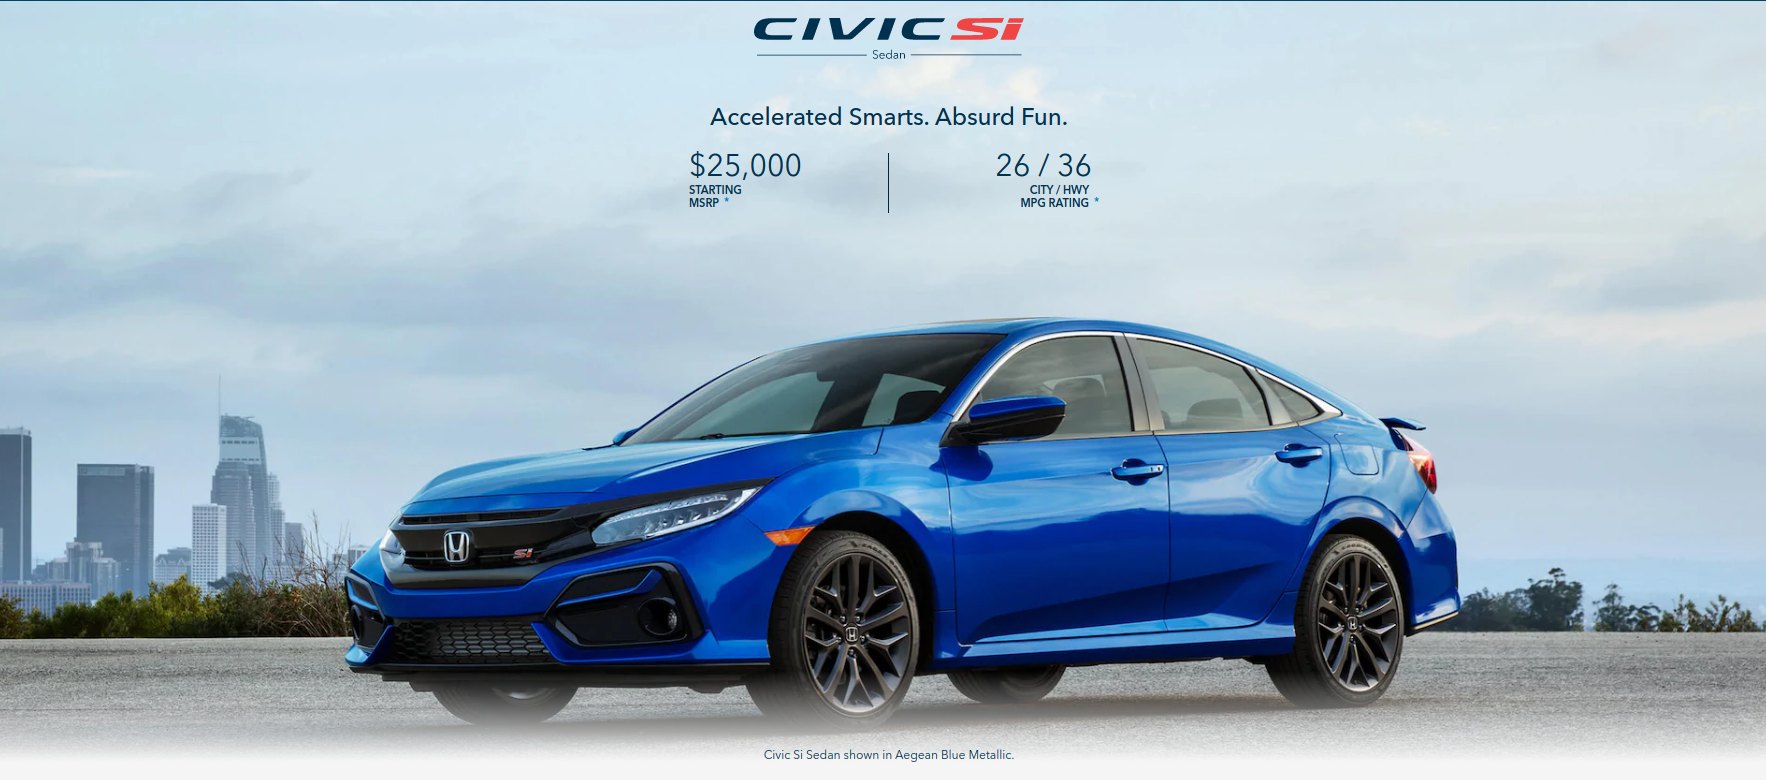 CIVIC Si
Sedan
Accelerated Smarts. Absurd Fun.
$25,000
STARTING
MSRP *
26 / 36
CITY / HWY
MPG RATING *
Si
Civic Si Sedan shown in Aegean Blue Metallic.